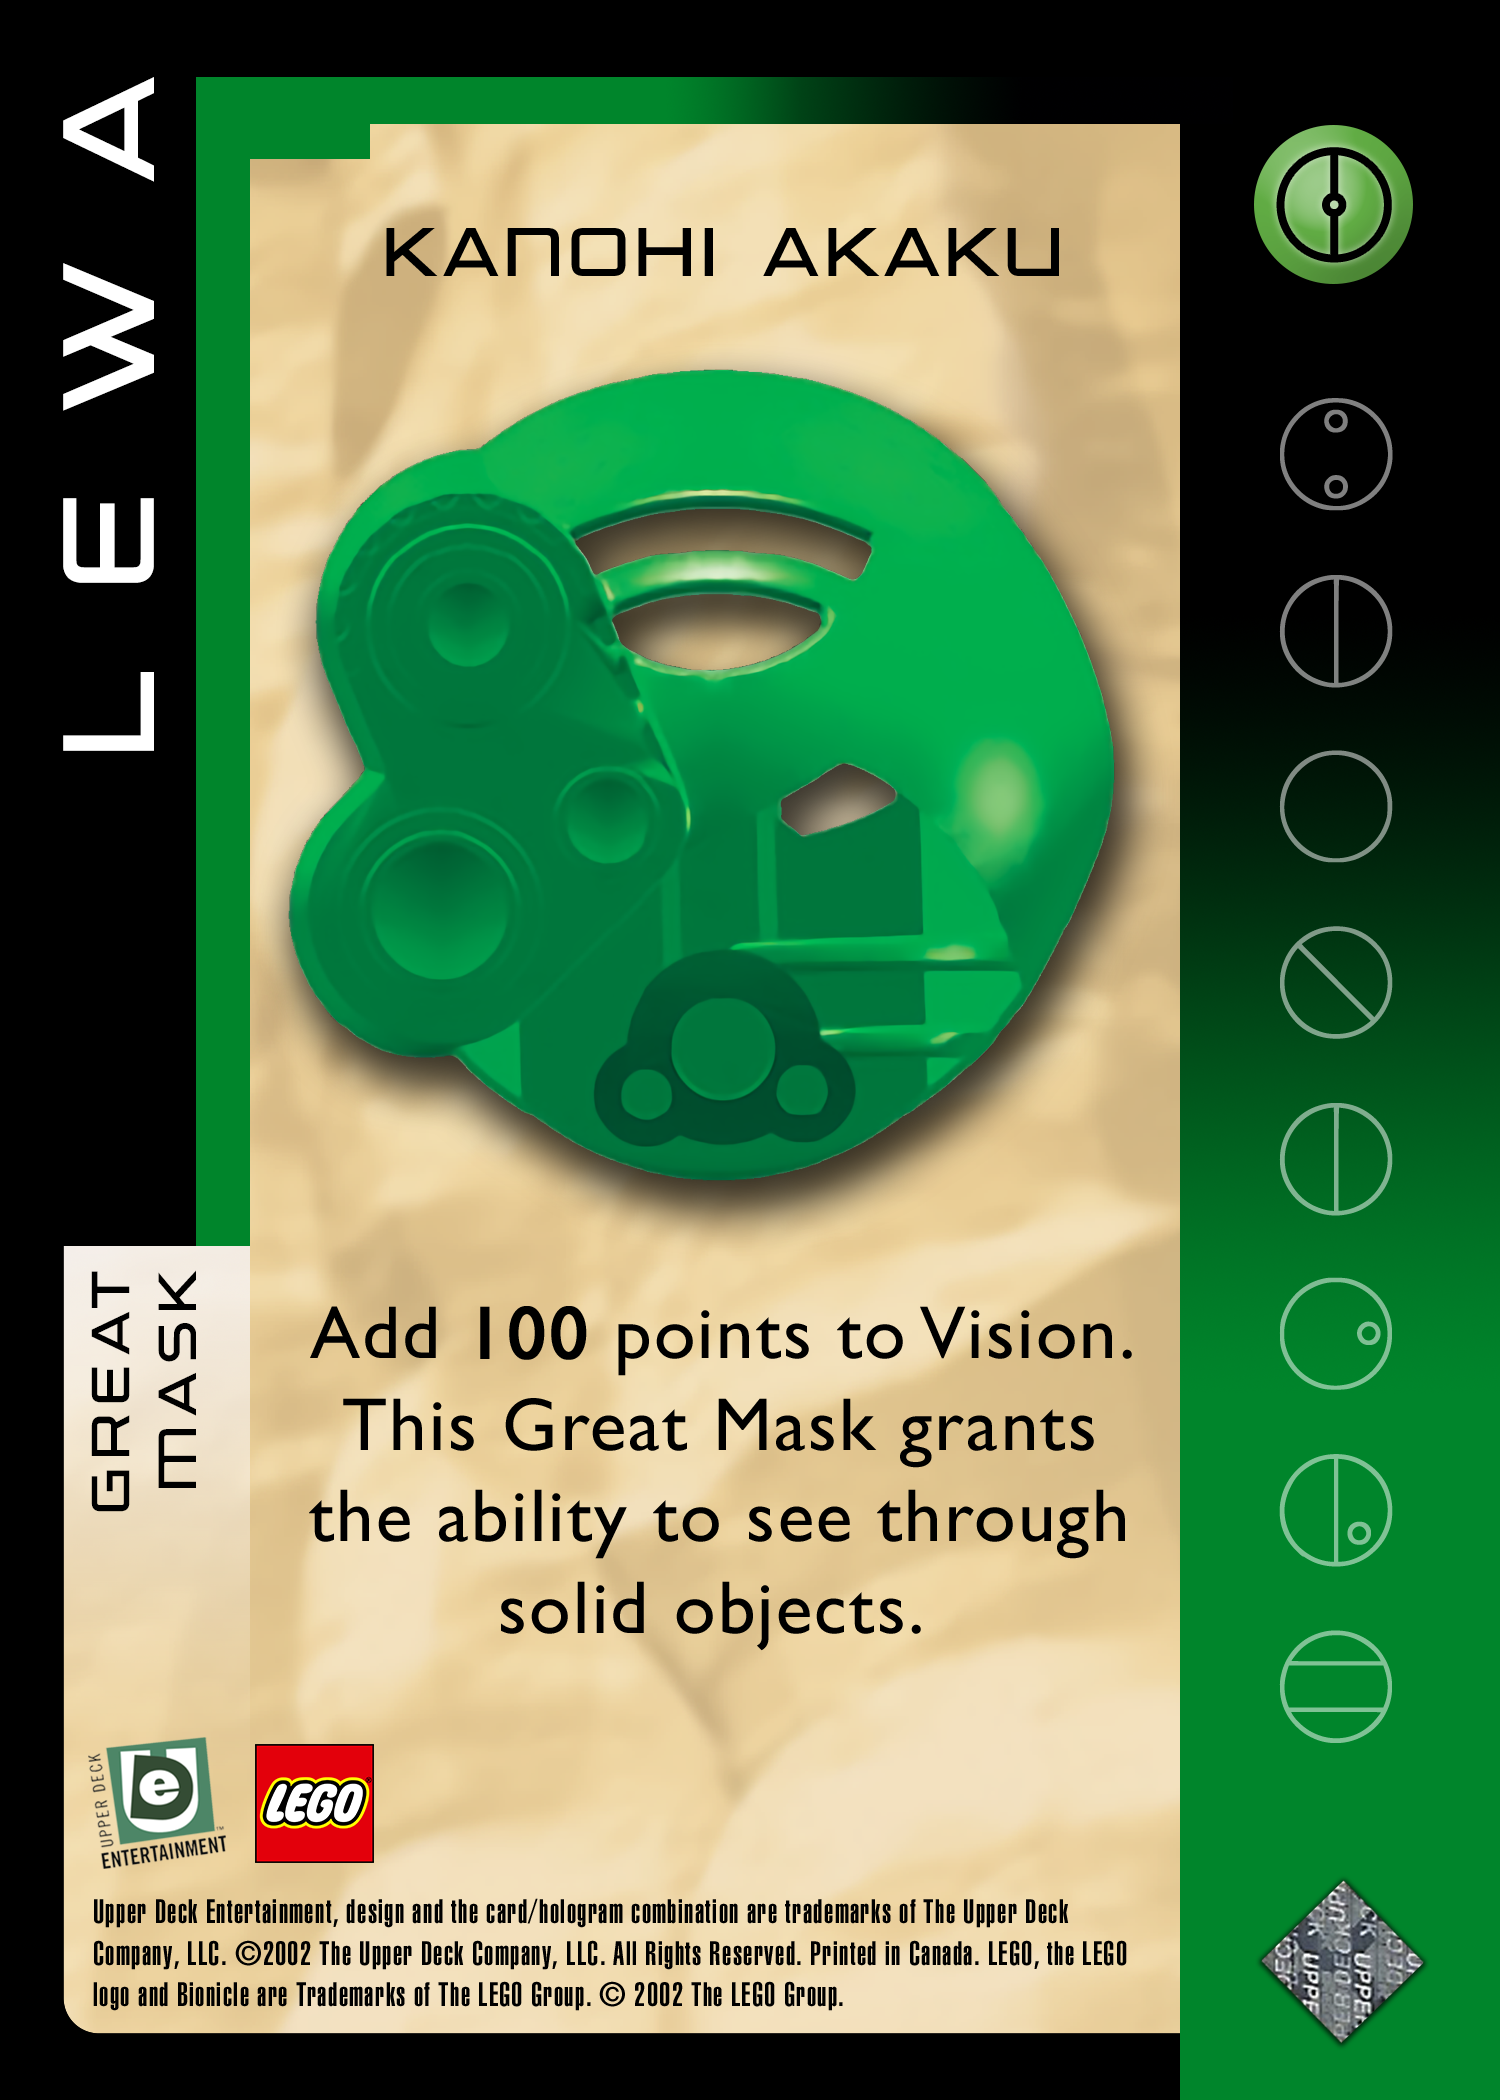 LEWA
KANOHI AKAKU
GREAT
MASK
Add 100 points to Vision.
This Great Mask grants
the ability to see through
solid objects.
UPPER DECK
ENTERTAINMENT™
LEGO
Upper Deck Entertainment, design and the card/hologram combination are trademarks of The Upper Deck
Company, LLC. ©2002 The Upper Deck Company, LLC. All Rights Reserved. Printed in Canada. LEGO, the LEGO
logo and Bionicle are Trademarks of The LEGO Group. © 2002 The LEGO Group.